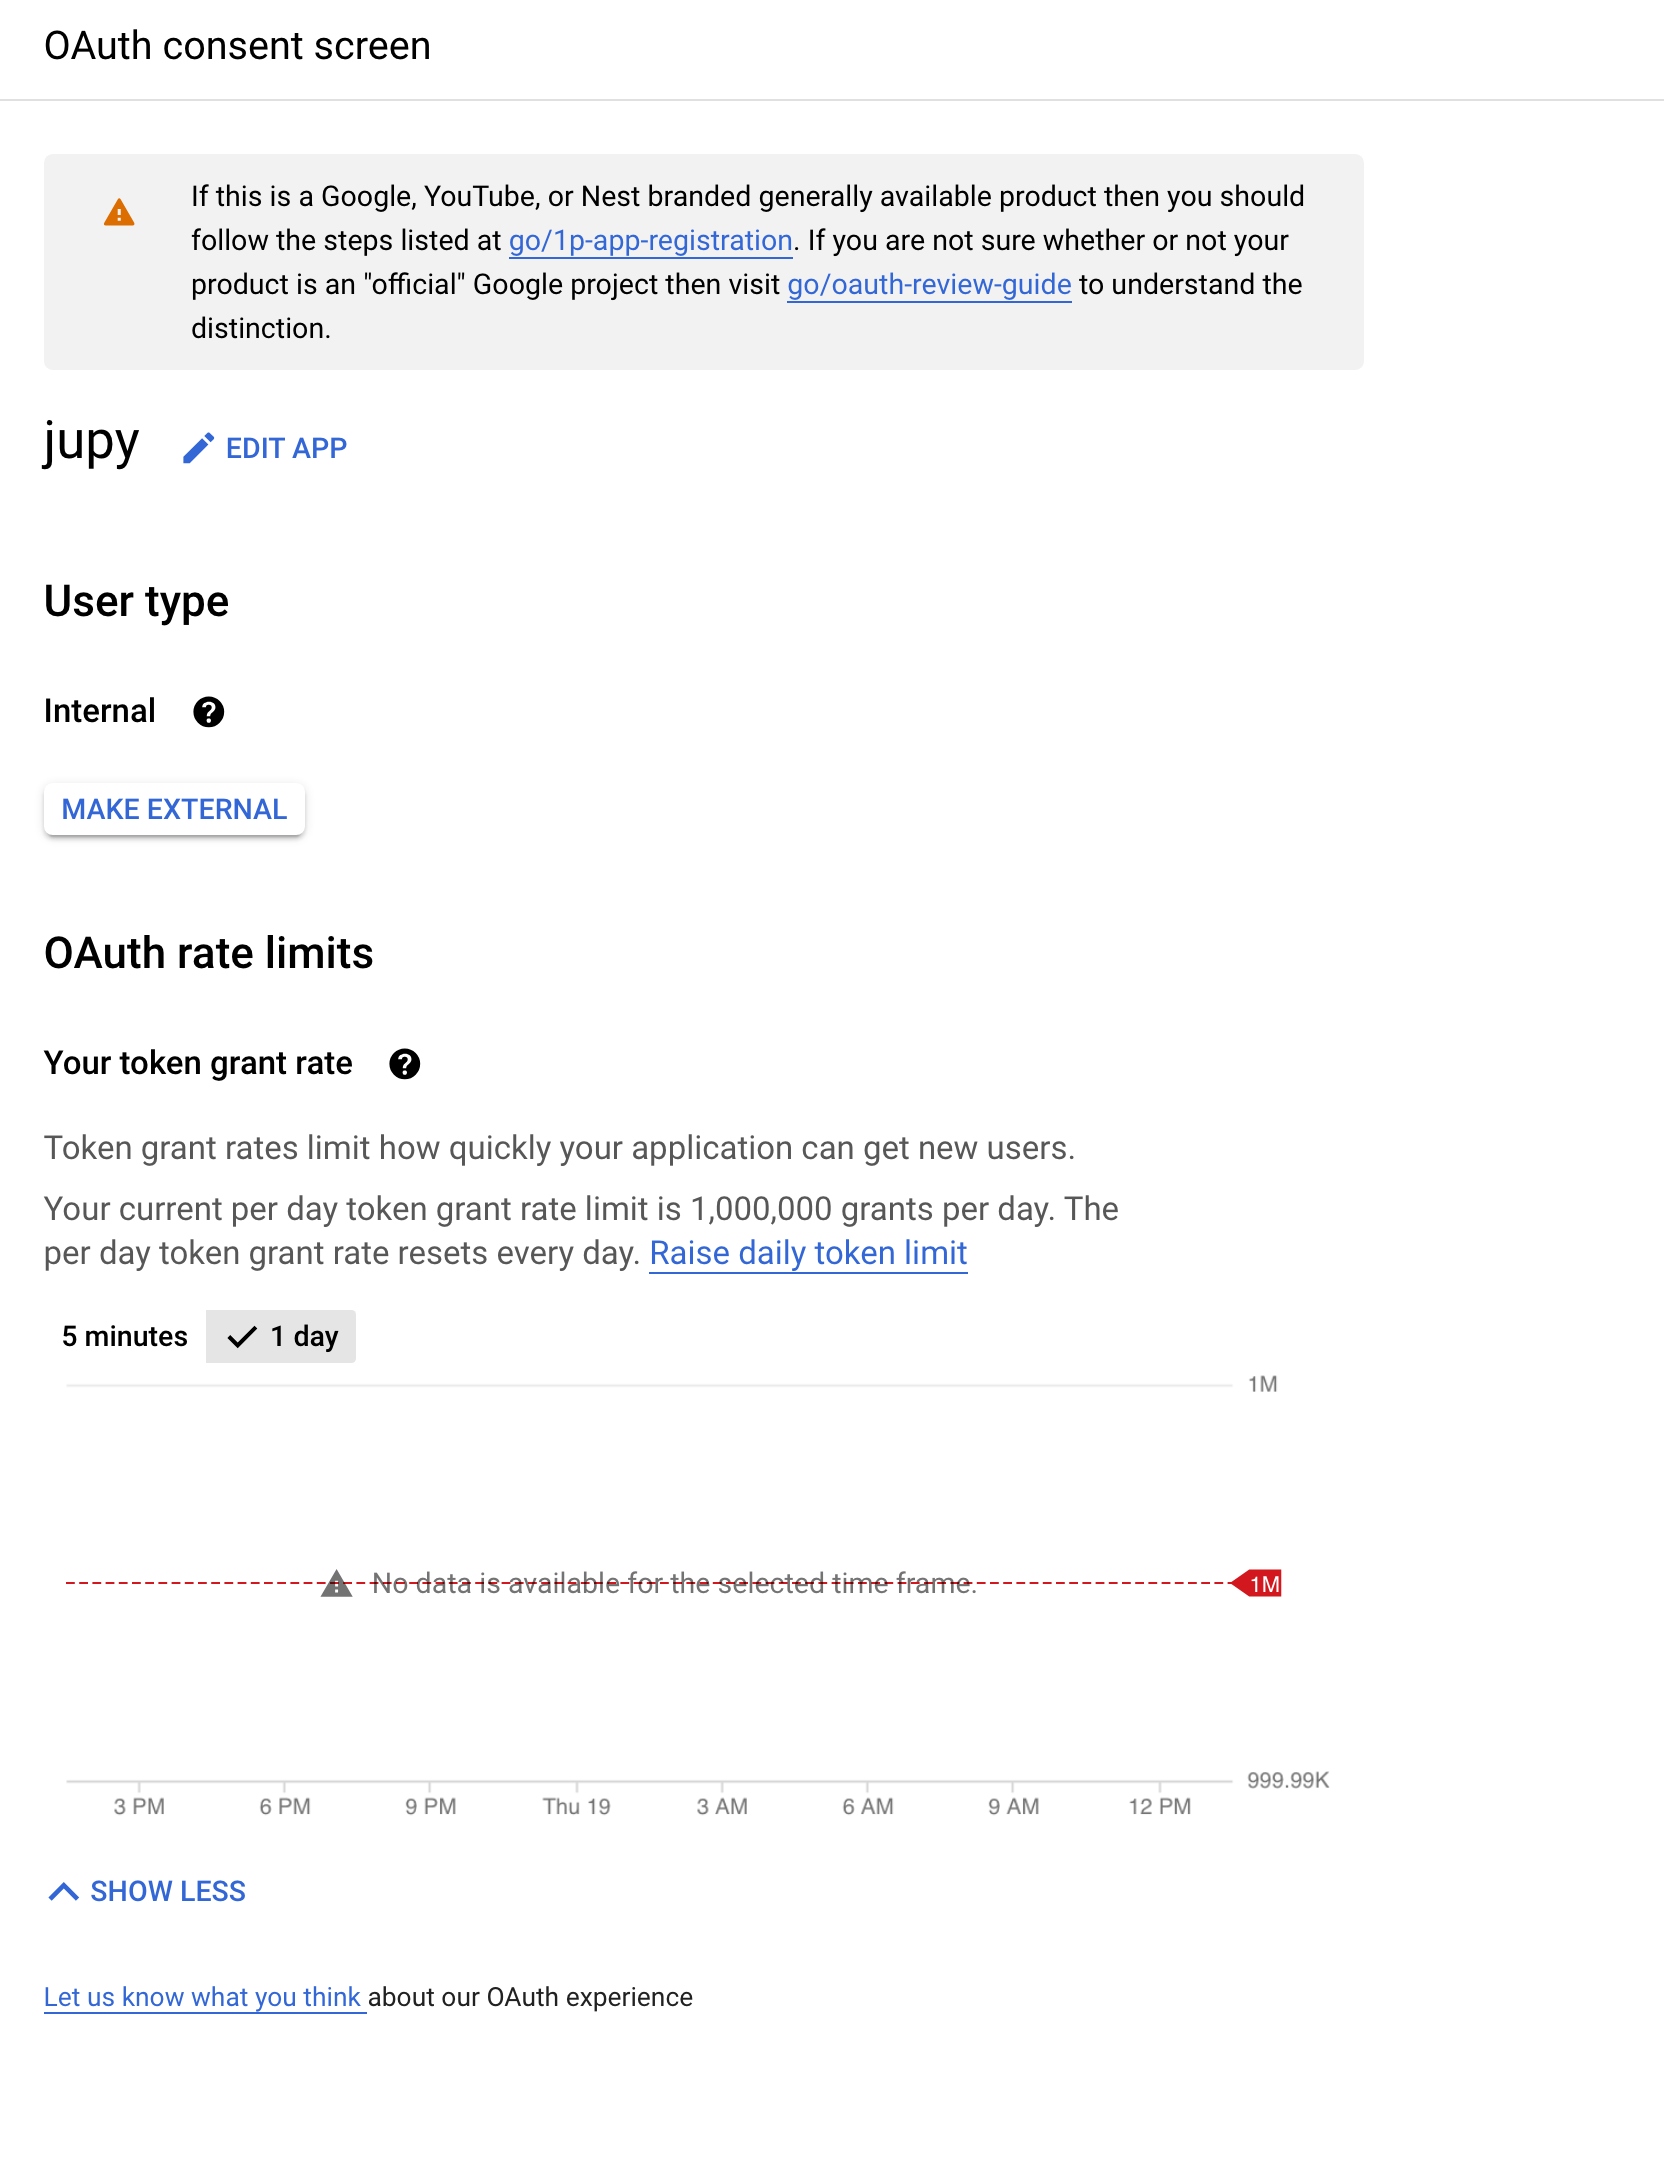 OAuth consent screen
If this is a Google, YouTube, or Nest branded generally available product then you should
follow the steps listed at go/1p-app-registration. If you are not sure whether or not your
product is an "official" Google project then visit go/oauth-review-guide to understand the
distinction.
jupy EDIT APP
User type
Internal
MAKE EXTERNAL
OAuth rate limits
Your token grant rate
Token grant rates limit how quickly your application can get new users.
Your current per day token grant rate limit is 1,000,000 grants per day. The
per day token grant rate resets every day. Raise daily token limit
5 minutes 1 day
1M
No data is available for the selected time frame. 1M
999.99K
3 PM 6 PM 9 PM Thu 19 3 AM 6 AM 9 AM 12 PM
SHOW LESS
Let us know what you think about our OAuth experience